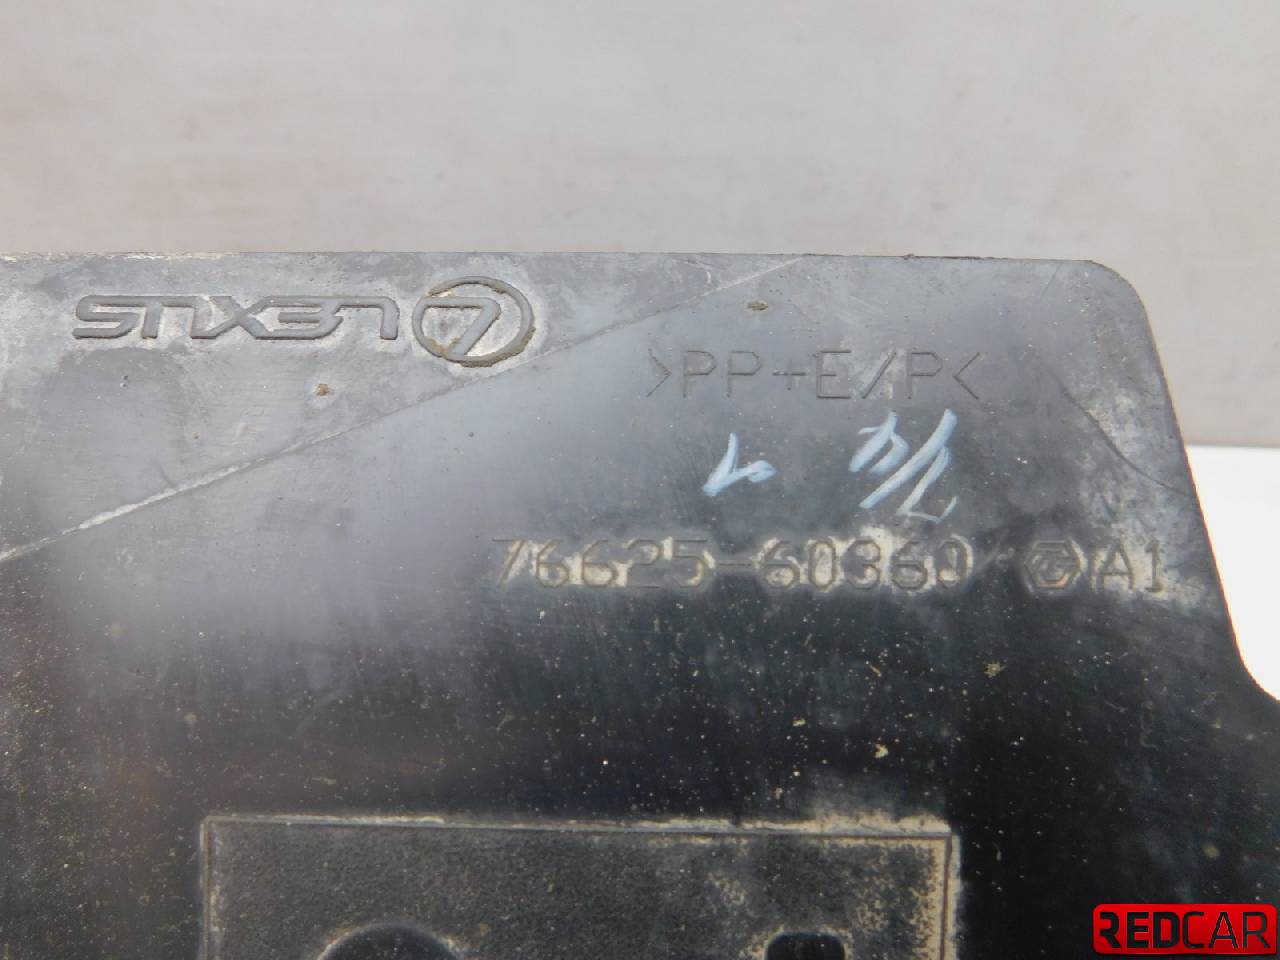 LEXUS
>PP+E/P<
76625-60360 A1
REDCAR